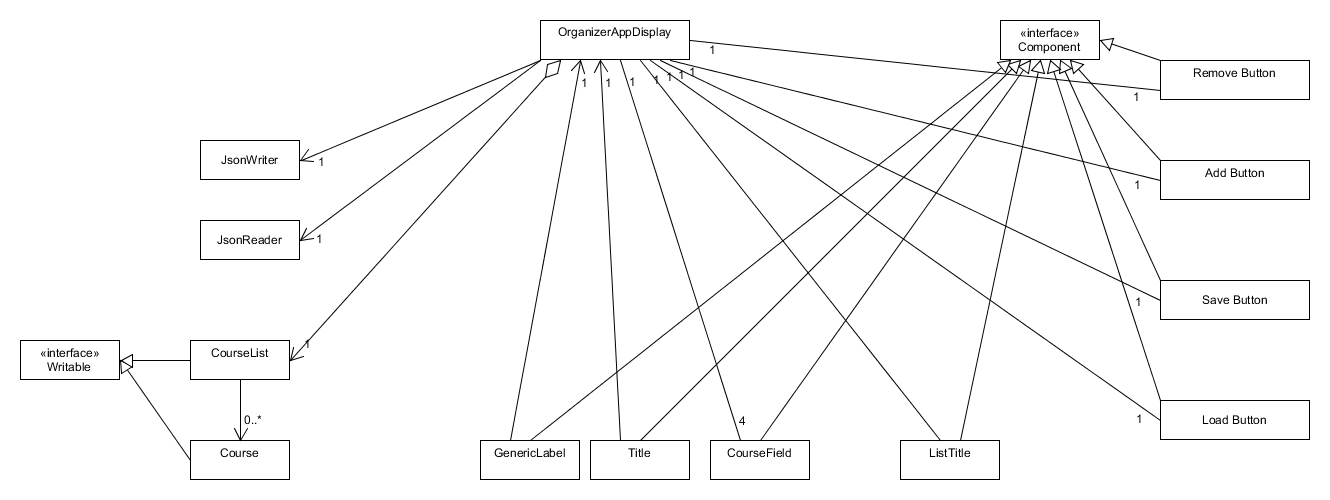 OrganizerAppDisplay
«interface»
Component
1
1
1
1
1
1
1
1
Remove Button
1
JsonWriter
1
Add Button
1
JsonReader
1
Save Button
1
«interface»
Writable
CourseList
1
0..*
4
Load Button
1
Course
GenericLabel
Title
CourseField
ListTitle